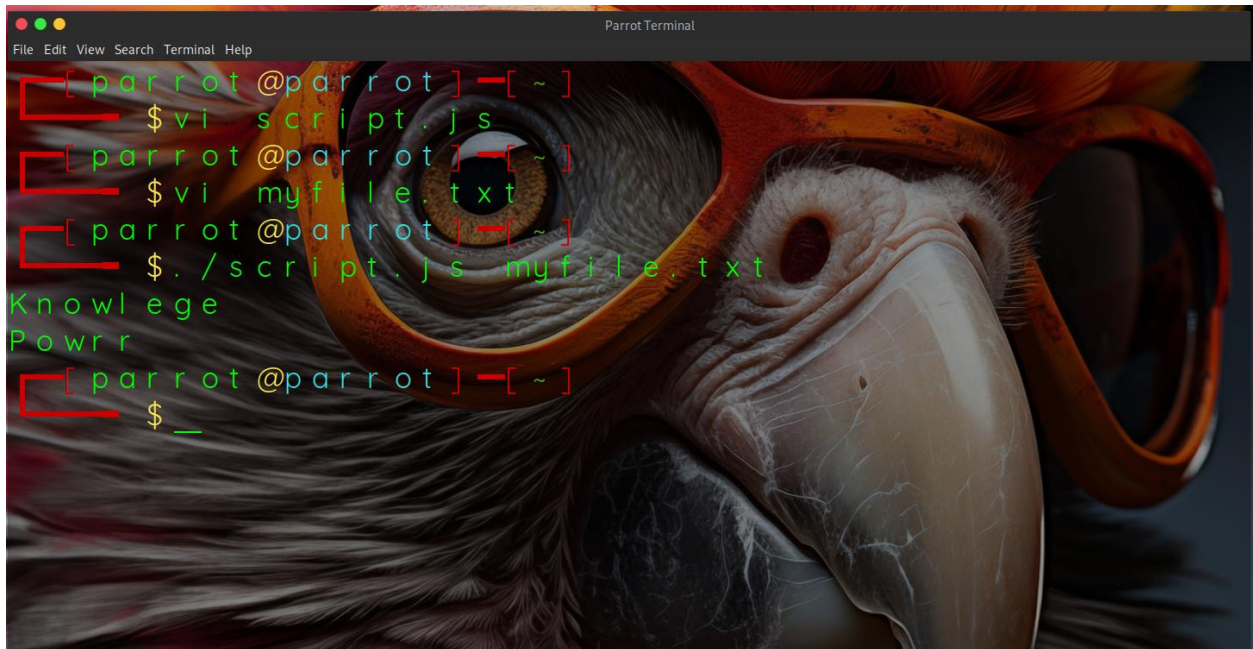 Parrot Terminal
File Edit View Search Terminal Help
[parrot@parrot]─[~]
$vi script.js
[parrot@parrot]─[~]
$vi myfile.txt
[parrot@parrot]─[~]
$./script.js myfile.txt
Knowlege
Powrr
[parrot@parrot]─[~]
$_